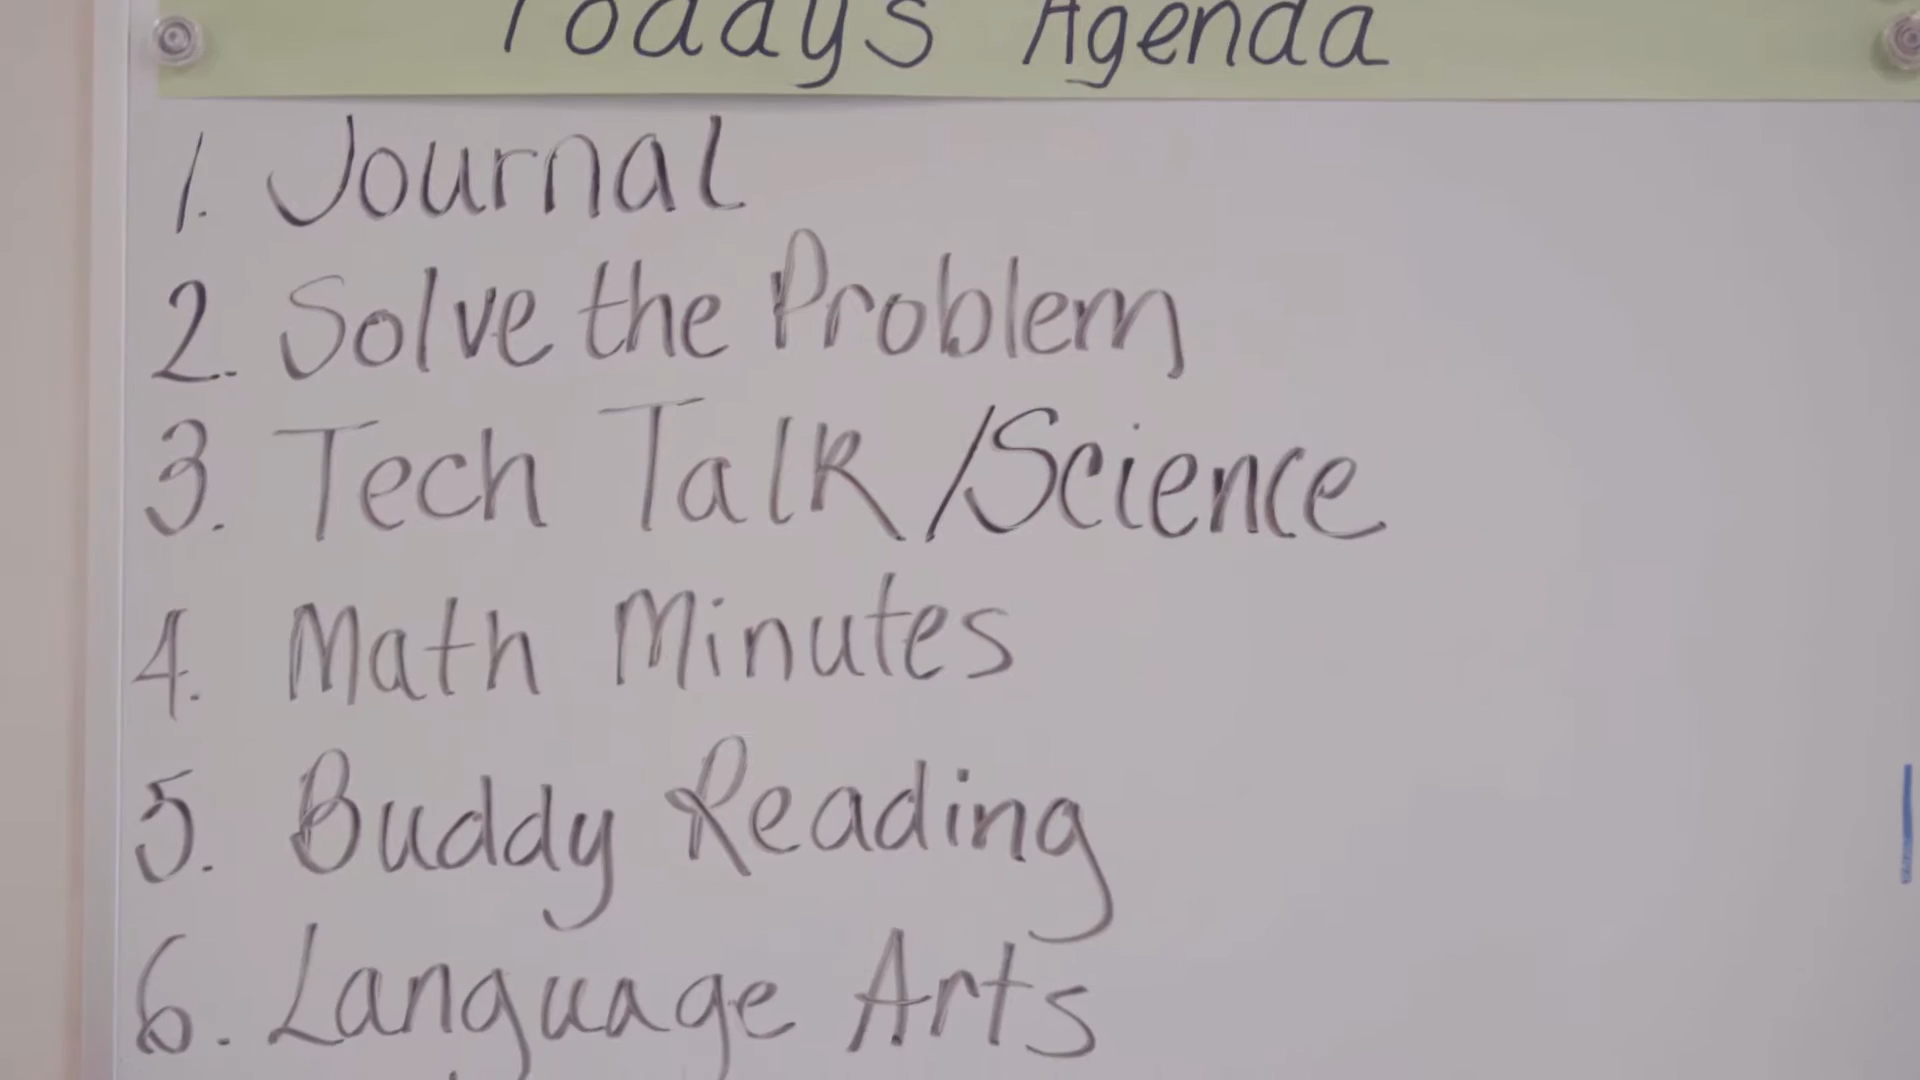 Todays Agenda
1. Journal
2. Solve the Problem
3. Tech Talk/Science
4. Math Minutes
5. Buddy Reading
6. Language Arts